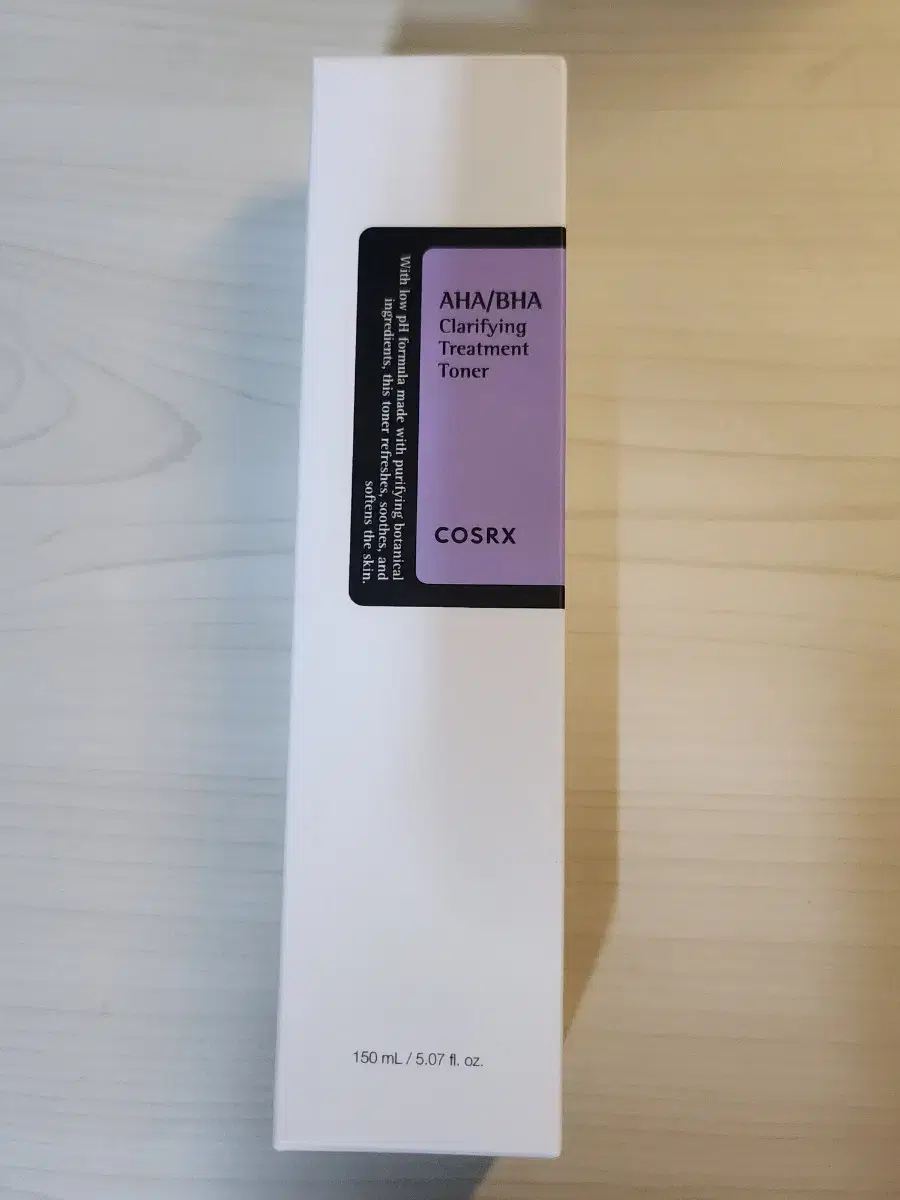 AHA/BHA
Clarifying
Treatment
Toner
COSRX
With low pH formula made with purifying botanical
ingredients, this toner refreshes, soothes, and
softens the skin.
150 mL / 5.07 fl. oz.